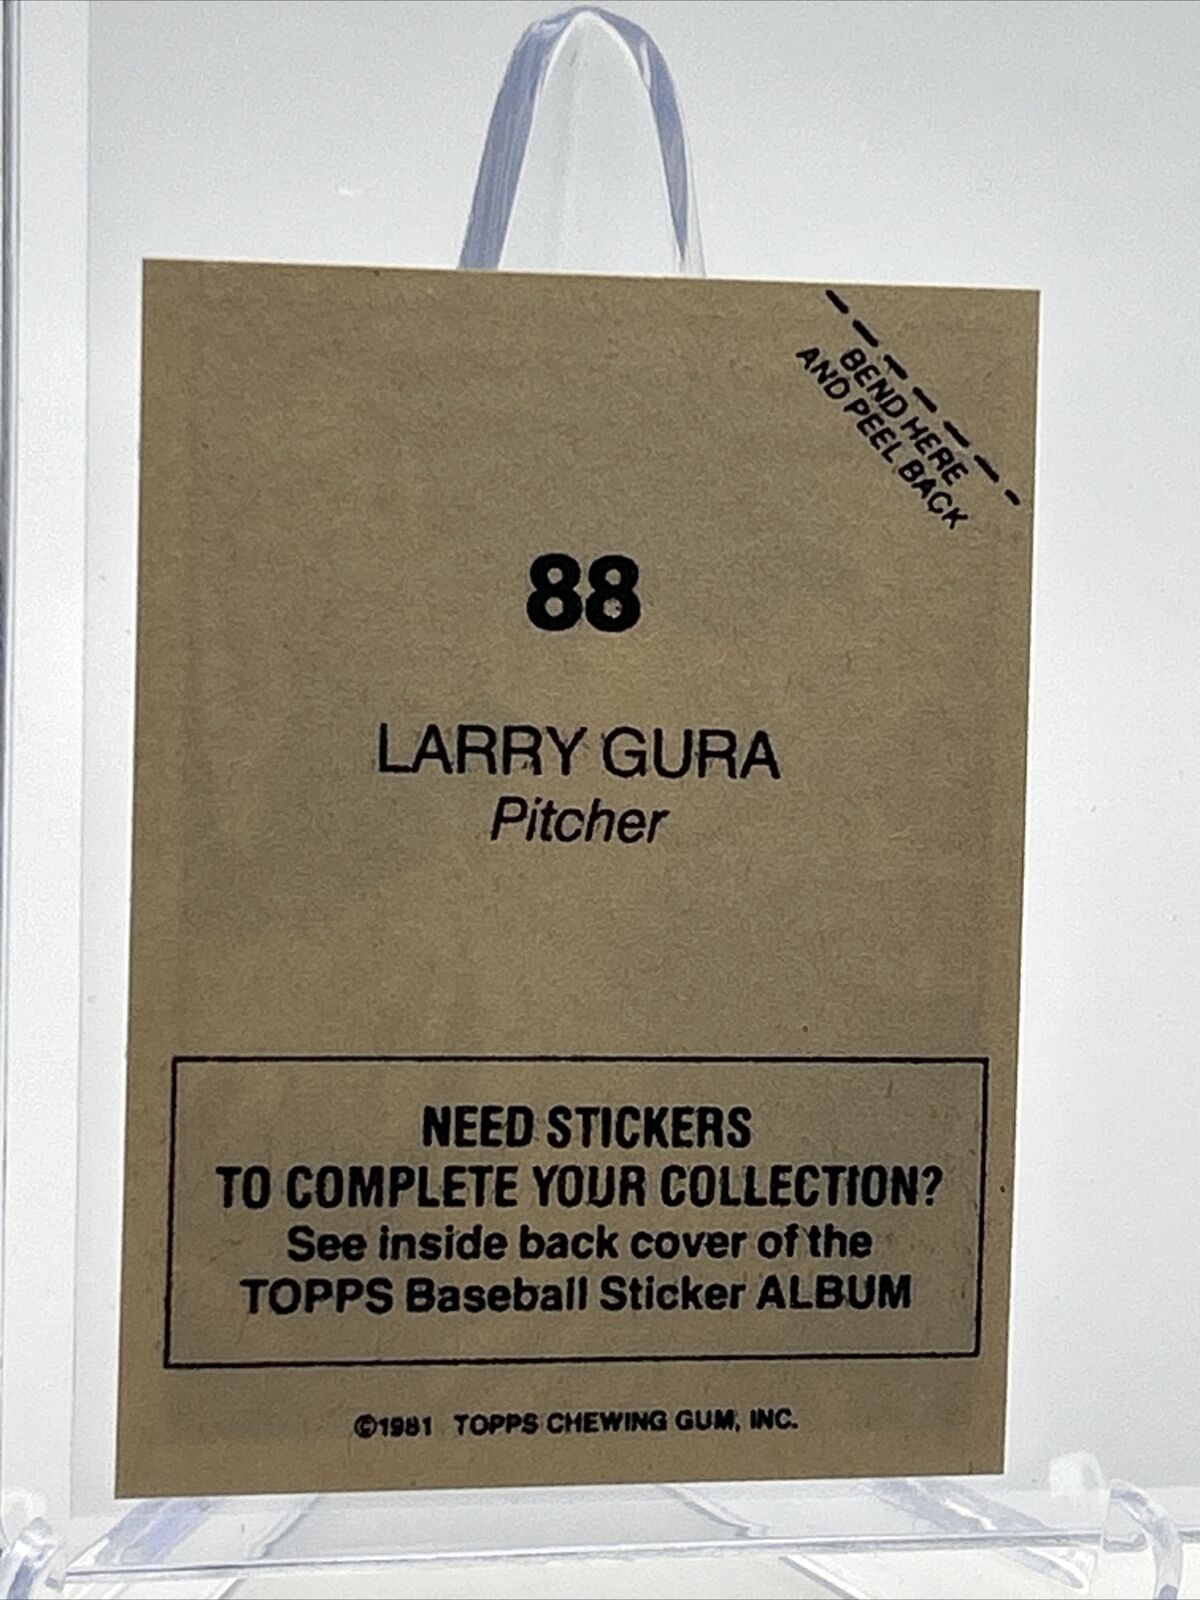 BEND HERE
AND PEEL BACK
88
LARRY GURA
Pitcher
NEED STICKERS
TO COMPLETE YOUR COLLECTION?
See inside back cover of the
TOPPS Baseball Sticker ALBUM
©1981 TOPPS CHEWING GUM, INC.